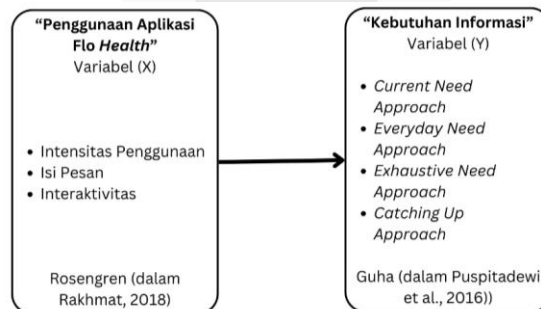 “Penggunaan Aplikasi
Flo Health”
Variabel (X)
• Intensitas Penggunaan
• Isi Pesan
• Interaktivitas
Rosengren (dalam
Rakhmat, 2018)
“Kebutuhan Informasi”
Variabel (Y)
• Current Need
Approach
• Everyday Need
Approach
• Exhaustive Need
Approach
• Catching Up
Approach
Guha (dalam Puspitadewi
et al., 2016))